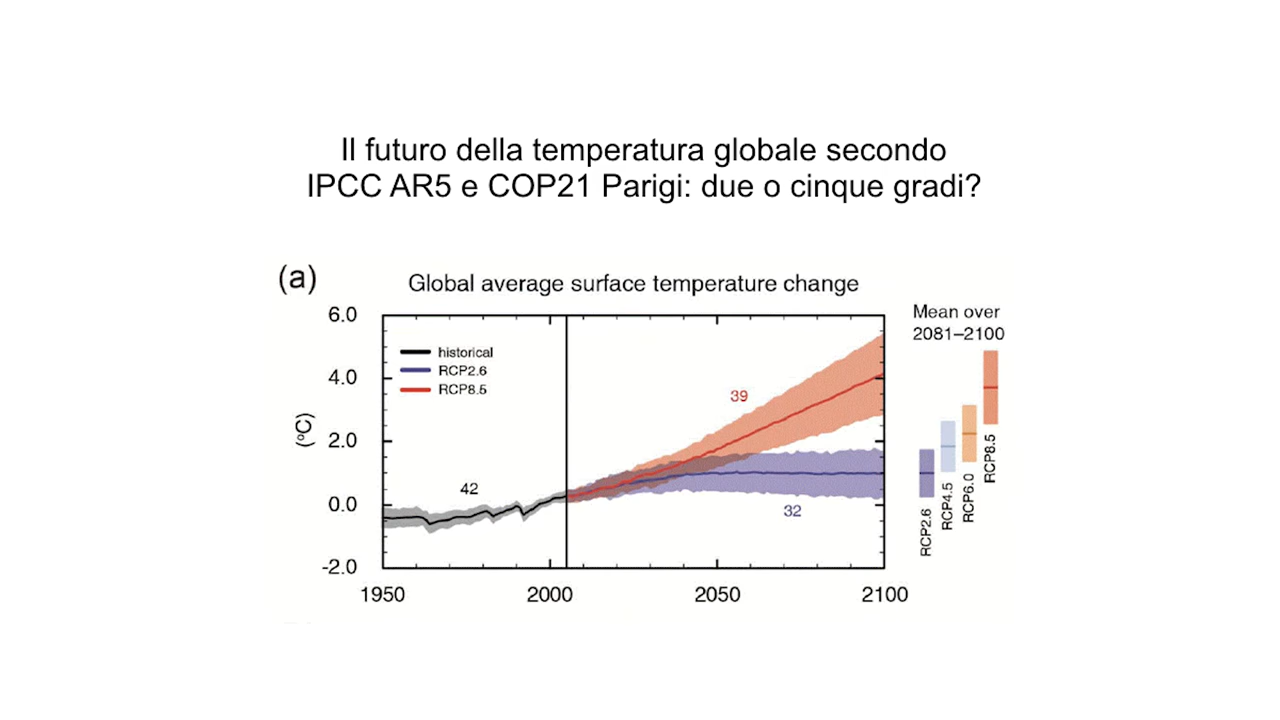 Il futuro della temperatura globale secondo
IPCC AR5 e COP21 Parigi: due o cinque gradi?
(a)
Global average surface temperature change
Mean over
2081–2100
6.0
4.0
2.0
0.0
-2.0
(°C)
historical
RCP2.6
RCP8.5
42
39
32
1950
2000
2050
2100
RCP2.6
RCP4.5
RCP6.0
RCP8.5